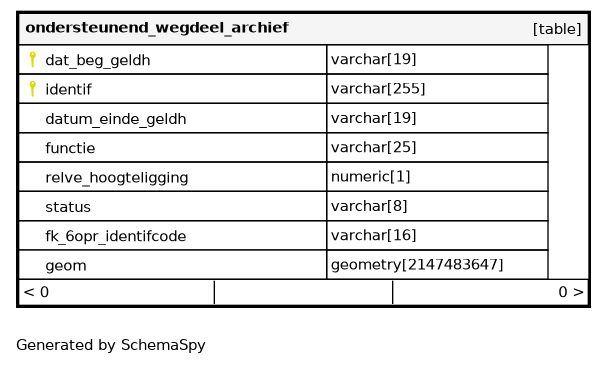 ondersteunend_wegdeel_archief [table]
dat_beg_geldh varchar[19]
identif varchar[255]
datum_einde_geldh varchar[19]
functie varchar[25]
relve_hoogteligging numeric[1]
status varchar[8]
fk_6opr_identifcode varchar[16]
geom geometry[2147483647]
< 0 0 >
Generated by SchemaSpy